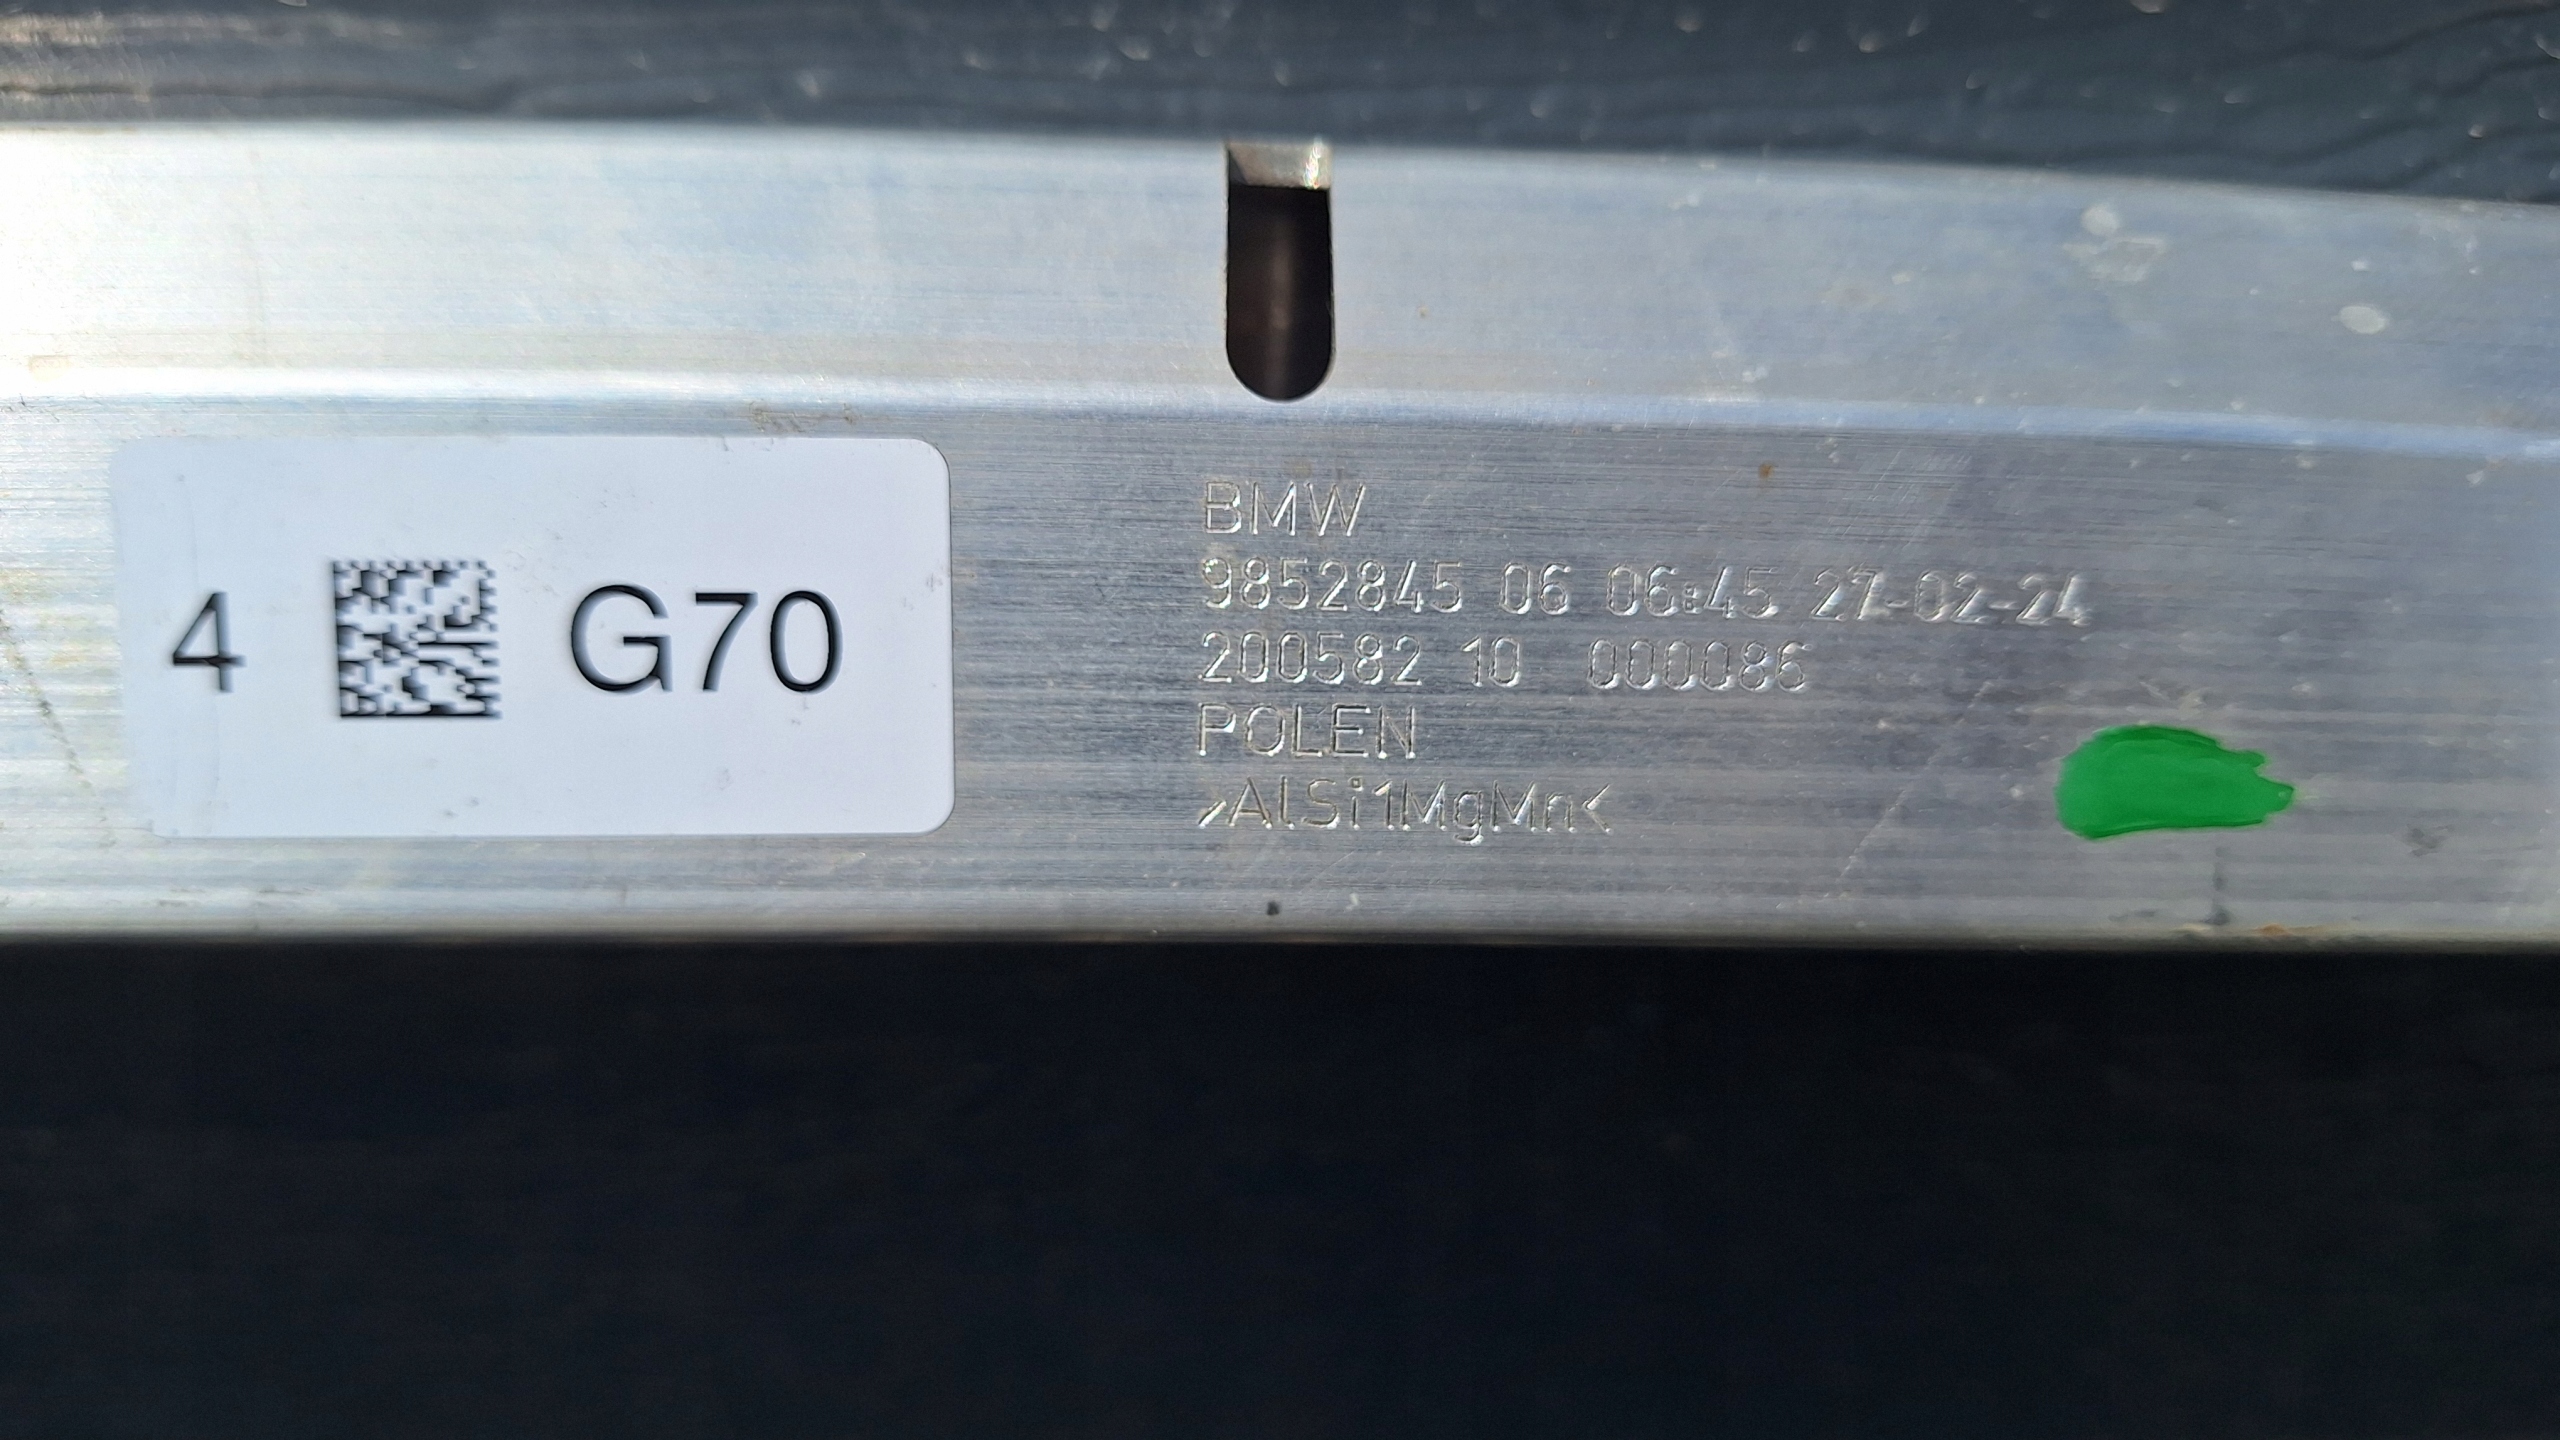 4 G70
BMW
9852845 06 06:45 27-02-24
200582 10 000086
POLEN
>AlSi1MgMn<